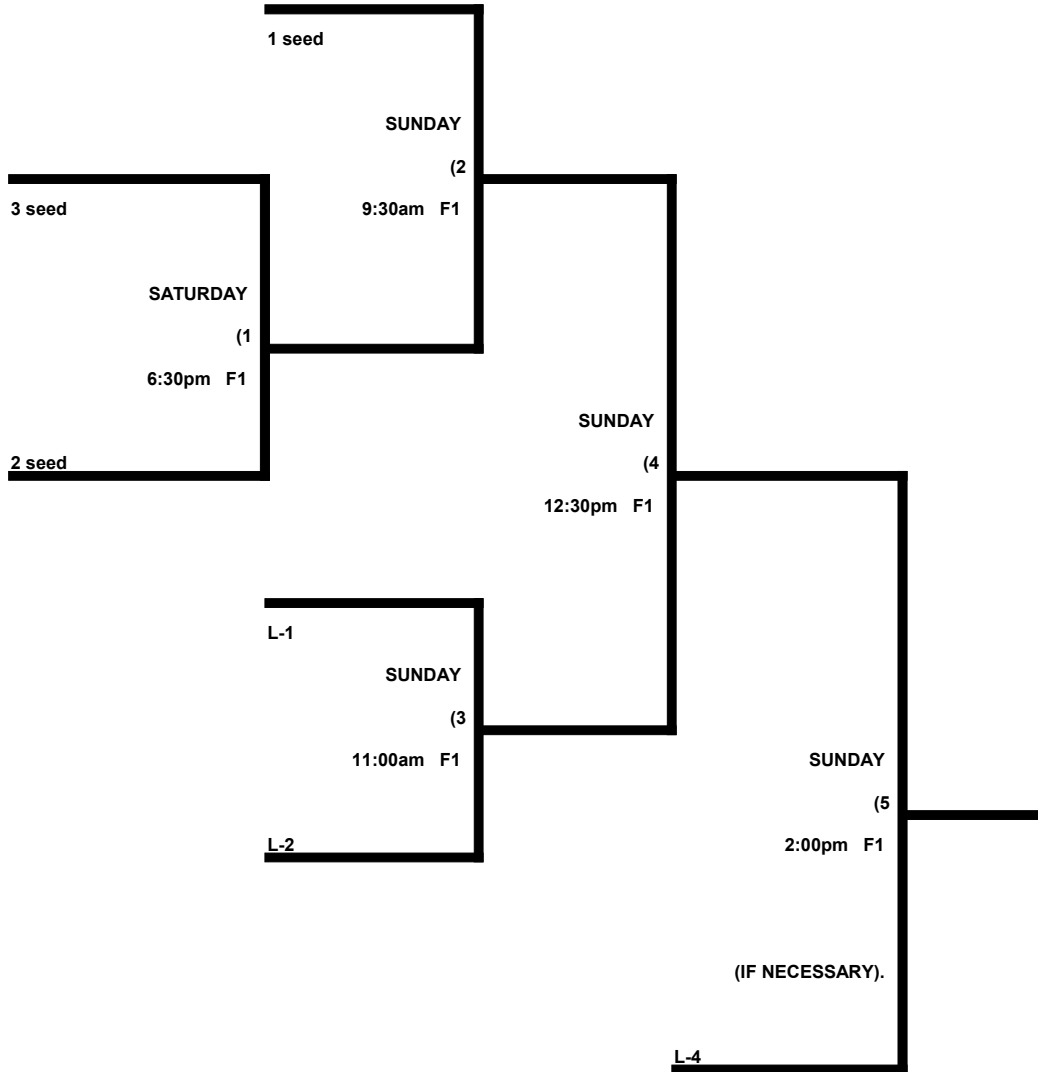 1 seed
SUNDAY
(2
9:30am F1
3 seed
SATURDAY
(1
6:30pm F1
2 seed
SUNDAY
(4
12:30pm F1
L-1
SUNDAY
(3
11:00am F1
L-2
SUNDAY
(5
2:00pm F1
(IF NECESSARY).
L-4